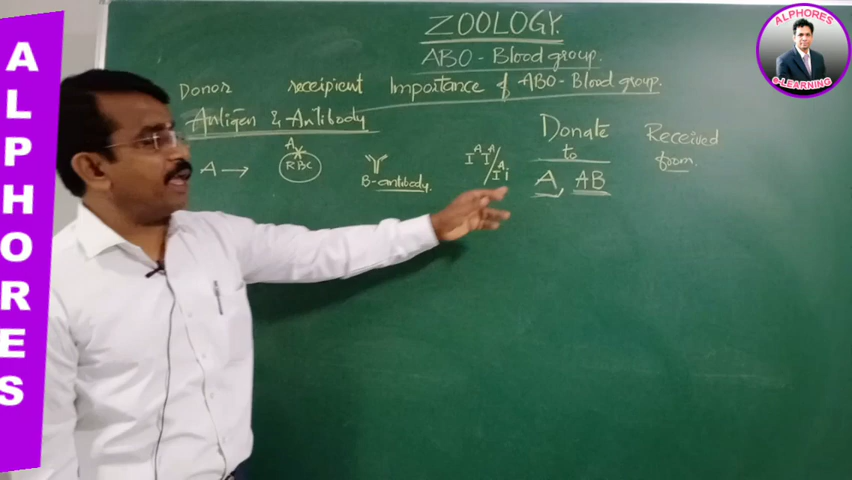 ALPHORES
ZOOLOGY.
ABO - Blood group.
Donor receipient Importance of ABO - Blood group.
Antigen & Antibody
Donate to
Received from.
A → A RBC B-antibody. IᴬIᴬ/Iᴬi A, AB
ALPHORES
e-LEARNING